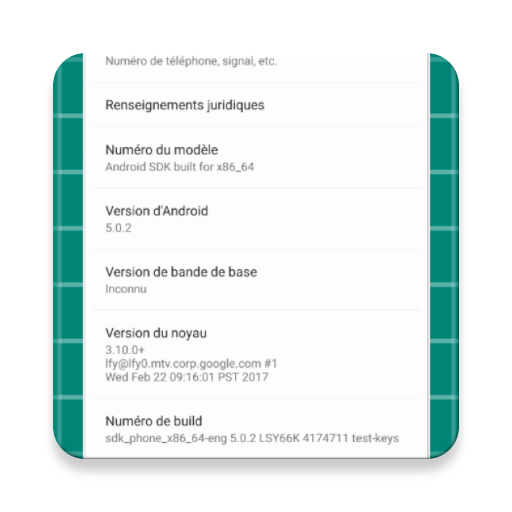 Numéro de téléphone, signal, etc.
Renseignements juridiques
Numéro du modèle
Android SDK built for x86_64
Version d'Android
5.0.2
Version de bande de base
Inconnu
Version du noyau
3.10.0+
lfy@lfy0.mtv.corp.google.com #1
Wed Feb 22 09:16:01 PST 2017
Numéro de build
sdk_phone_x86_64-eng 5.0.2 LSY66K 4174711 test-keys